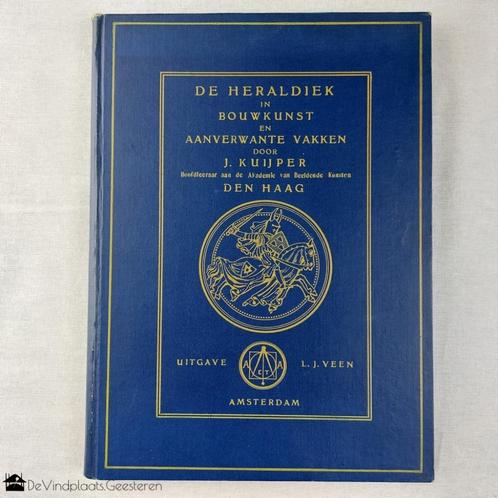 DE HERALDIEK
IN
BOUWKUNST
EN
AANVERWANTE VAKKEN
DOOR
J. KUIJPER
Hoofdleeraar aan de Akademie van Beeldende Kunsten
DEN HAAG
UITGAVE L. J. VEEN
A A
ET
AMSTERDAM
DeVindplaats.Geesteren